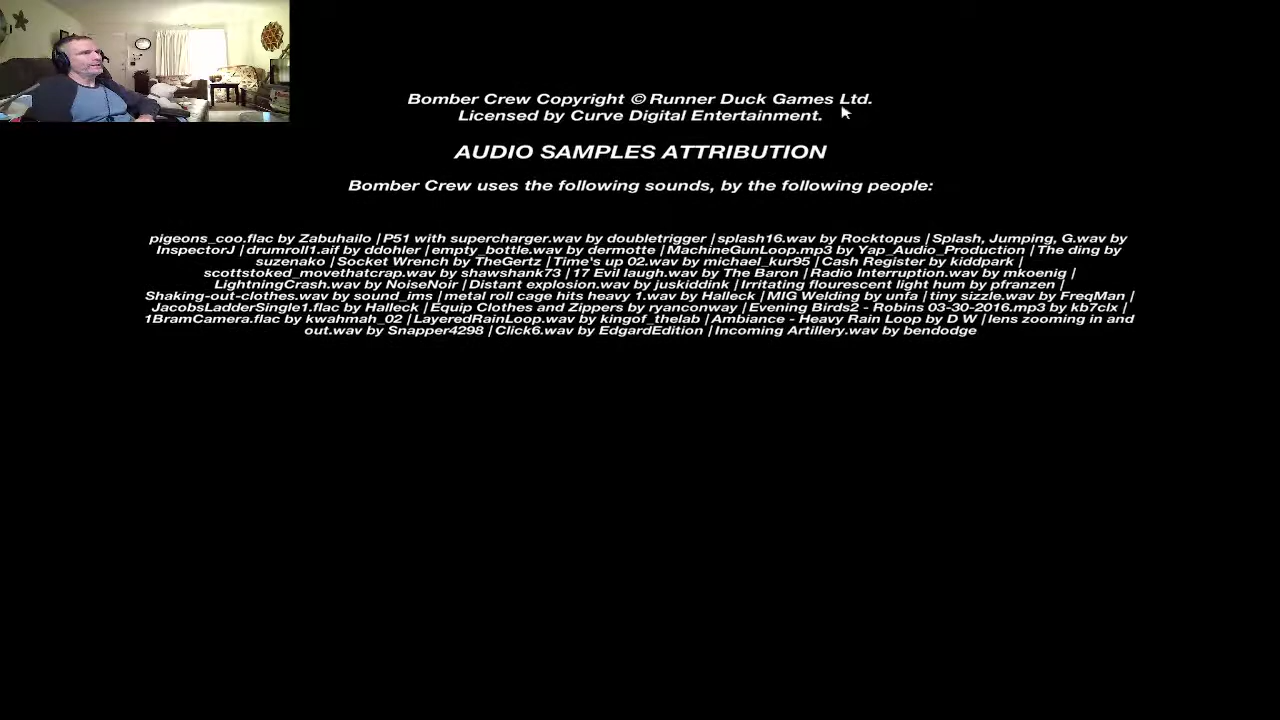 Bomber Crew Copyright © Runner Duck Games Ltd.
Licensed by Curve Digital Entertainment.
AUDIO SAMPLES ATTRIBUTION
Bomber Crew uses the following sounds, by the following people:
pigeons_coo.flac by Zabuhailo | P51 with supercharger.wav by doubletrigger | splash16.wav by Rocktopus | Splash, Jumping, G.wav by
InspectorJ | drumroll1.aif by ddohler | empty_bottle.wav by dermotte | MachineGunLoop.mp3 by Yap_Audio_Production | The ding by
suzenako | Socket Wrench by TheGertz | Time's up 02.wav by michael_kur95 | Cash Register by kiddpark |
scottstoked_movethatcrap.wav by shawshank73 | 17 Evil laugh.wav by The Baron | Radio Interruption.wav by mkoenig |
LightningCrash.wav by NoiseNoir | Distant explosion.wav by juskiddink | Irritating flourescent light hum by pfranzen |
Shaking-out-clothes.wav by sound_ims | metal roll cage hits heavy 1.wav by Halleck | MIG Welding by unfa | tiny sizzle.wav by FreqMan |
JacobsLadderSingle1.flac by Halleck | Equip Clothes and Zippers by ryanconway | Evening Birds2 - Robins 03-30-2016.mp3 by kb7clx |
1BramCamera.flac by kwahmah_02 | LayeredRainLoop.wav by kingof_thelab | Ambiance - Heavy Rain Loop by D W | lens zooming in and
out.wav by Snapper4298 | Click6.wav by EdgardEdition | Incoming Artillery.wav by bendodge